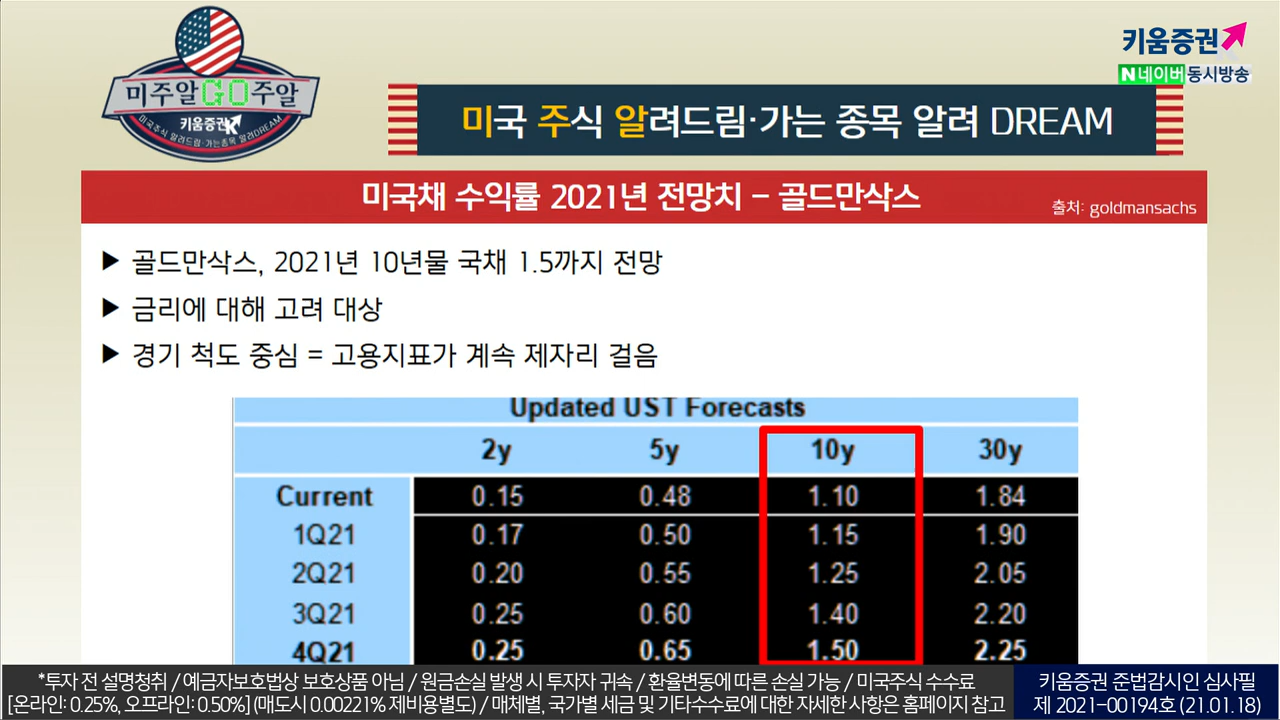 미주알GO주알
키움증권
미국주식 알려드림·가는종목 알려DREAM
키움증권
N 네이버 동시방송
미국 주식 알려드림·가는 종목 알려 DREAM
미국채 수익률 2021년 전망치 – 골드만삭스
출처: goldmansachs
▶ 골드만삭스, 2021년 10년물 국채 1.5까지 전망
▶ 금리에 대해 고려 대상
▶ 경기 척도 중심 = 고용지표가 계속 제자리 걸음
Updated UST Forecasts
2y 5y 10y 30y
Current 0.15 0.48 1.10 1.84
1Q21 0.17 0.50 1.15 1.90
2Q21 0.20 0.55 1.25 2.05
3Q21 0.25 0.60 1.40 2.20
4Q21 0.25 0.65 1.50 2.25
*투자 전 설명청취 / 예금자보호법상 보호상품 아님 / 원금손실 발생 시 투자자 귀속 / 환율변동에 따른 손실 가능 / 미국주식 수수료
[온라인: 0.25%, 오프라인: 0.50%] (매도시 0.00221% 제비용별도) / 매체별, 국가별 세금 및 기타수수료에 대한 자세한 사항은 홈페이지 참고
키움증권 준법감시인 심사필
제 2021-00194호 (21.01.18)